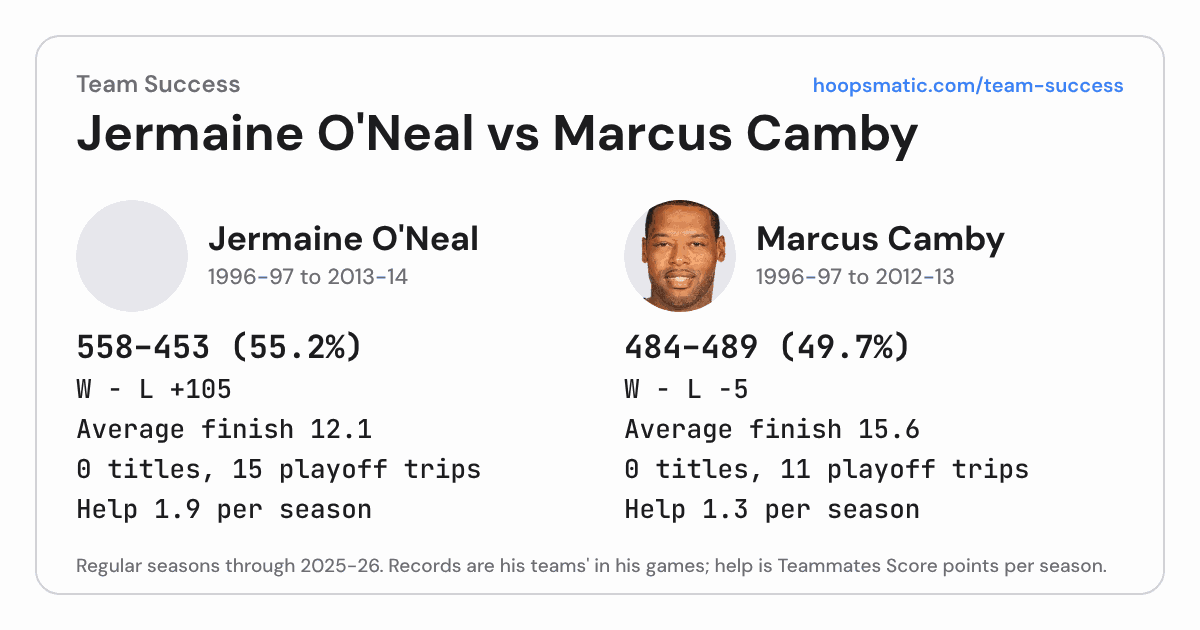 Team Success
hoopsmatic.com/team-success
Jermaine O'Neal vs Marcus Camby
Jermaine O'Neal
1996-97 to 2013-14
558-453 (55.2%)
W - L +105
Average finish 12.1
0 titles, 15 playoff trips
Help 1.9 per season
Marcus Camby
1996-97 to 2012-13
484-489 (49.7%)
W - L -5
Average finish 15.6
0 titles, 11 playoff trips
Help 1.3 per season
Regular seasons through 2025-26. Records are his teams' in his games; help is Teammates Score points per season.